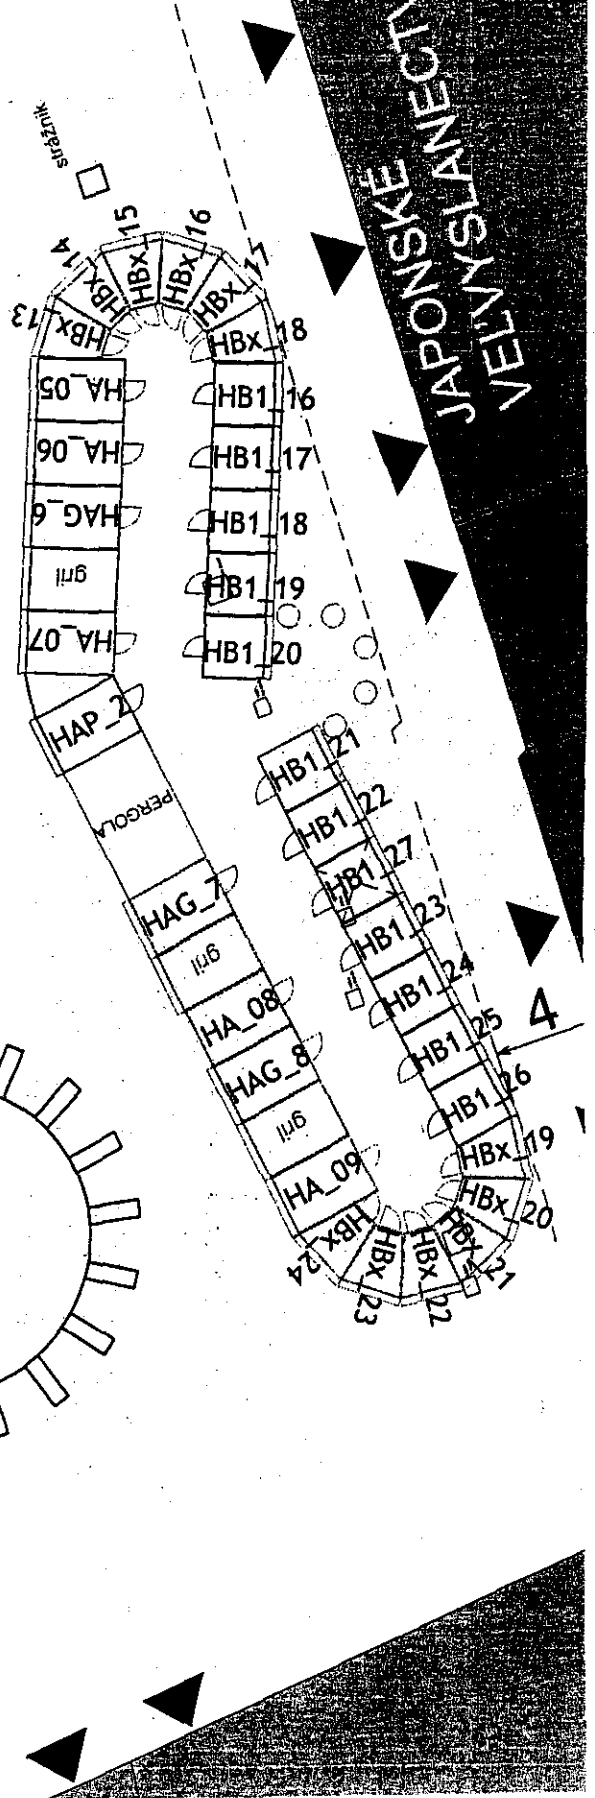 JAPONSKÉ
VELVYSLANECTV
strážník
HBx_13
HBx_14
HBx_15
HBx_16
HBx_17
HBx_18
HA_05
HA_06
HAG_6
gril
HA_07
HAP_2
PERGOLA
HAG_7
gril
HA_08
HAG_8
gril
HA_09
HB1_16
HB1_17
HB1_18
HB1_19
HB1_20
HB1_21
HB1_22
HB1_27
HB1_23
HB1_24
HB1_25
HB1_26
4
HBx_19
HBx_20
HBx_21
HBx_22
HBx_23
HBx_24